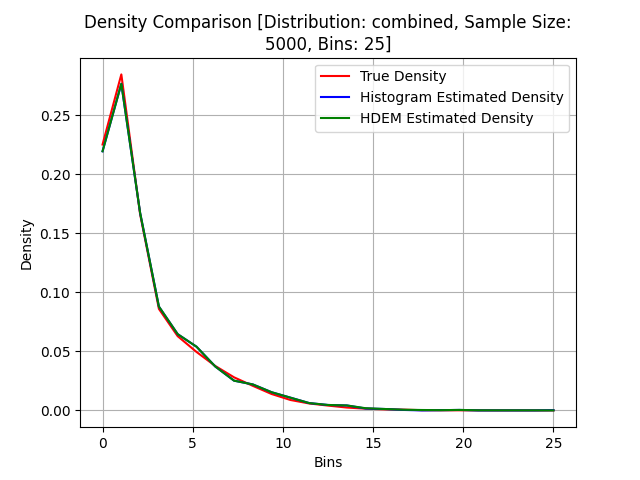 Density Comparison [Distribution: combined, Sample Size:
5000, Bins: 25]
True Density
Histogram Estimated Density
HDEM Estimated Density
Density
0.25
0.20
0.15
0.10
0.05
0.00
0 5 10 15 20 25
Bins